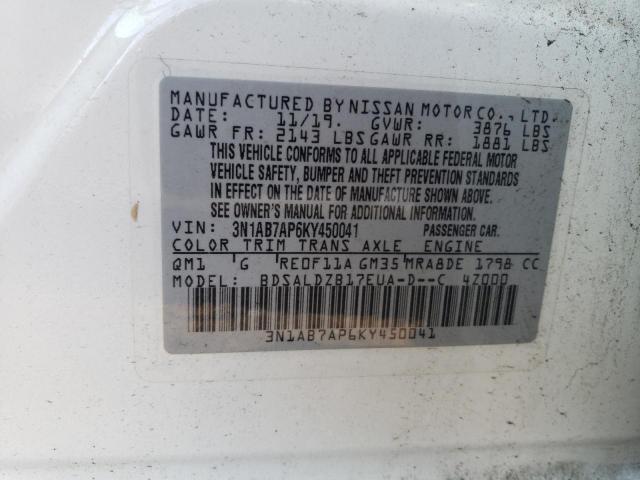 MANUFACTURED BY NISSAN MOTOR CO., LTD.
DATE: 11/19. GVWR: 3876 LBS
GAWR FR: 2143 LBS GAWR RR: 1881 LBS
THIS VEHICLE CONFORMS TO ALL APPLICABLE FEDERAL MOTOR
VEHICLE SAFETY, BUMPER AND THEFT PREVENTION STANDARDS
IN EFFECT ON THE DATE OF MANUFACTURE SHOWN ABOVE.
SEE OWNER'S MANUAL FOR ADDITIONAL INFORMATION.
VIN: 3N1AB7AP6KY450041 PASSENGER CAR.
COLOR TRIM TRANS AXLE ENGINE
QM1 G RE0F11A GM35 MRA8DE 1798 CC
MODEL: BDSALDZB17EUA-D--C 4Z000
3N1AB7AP6KY450041